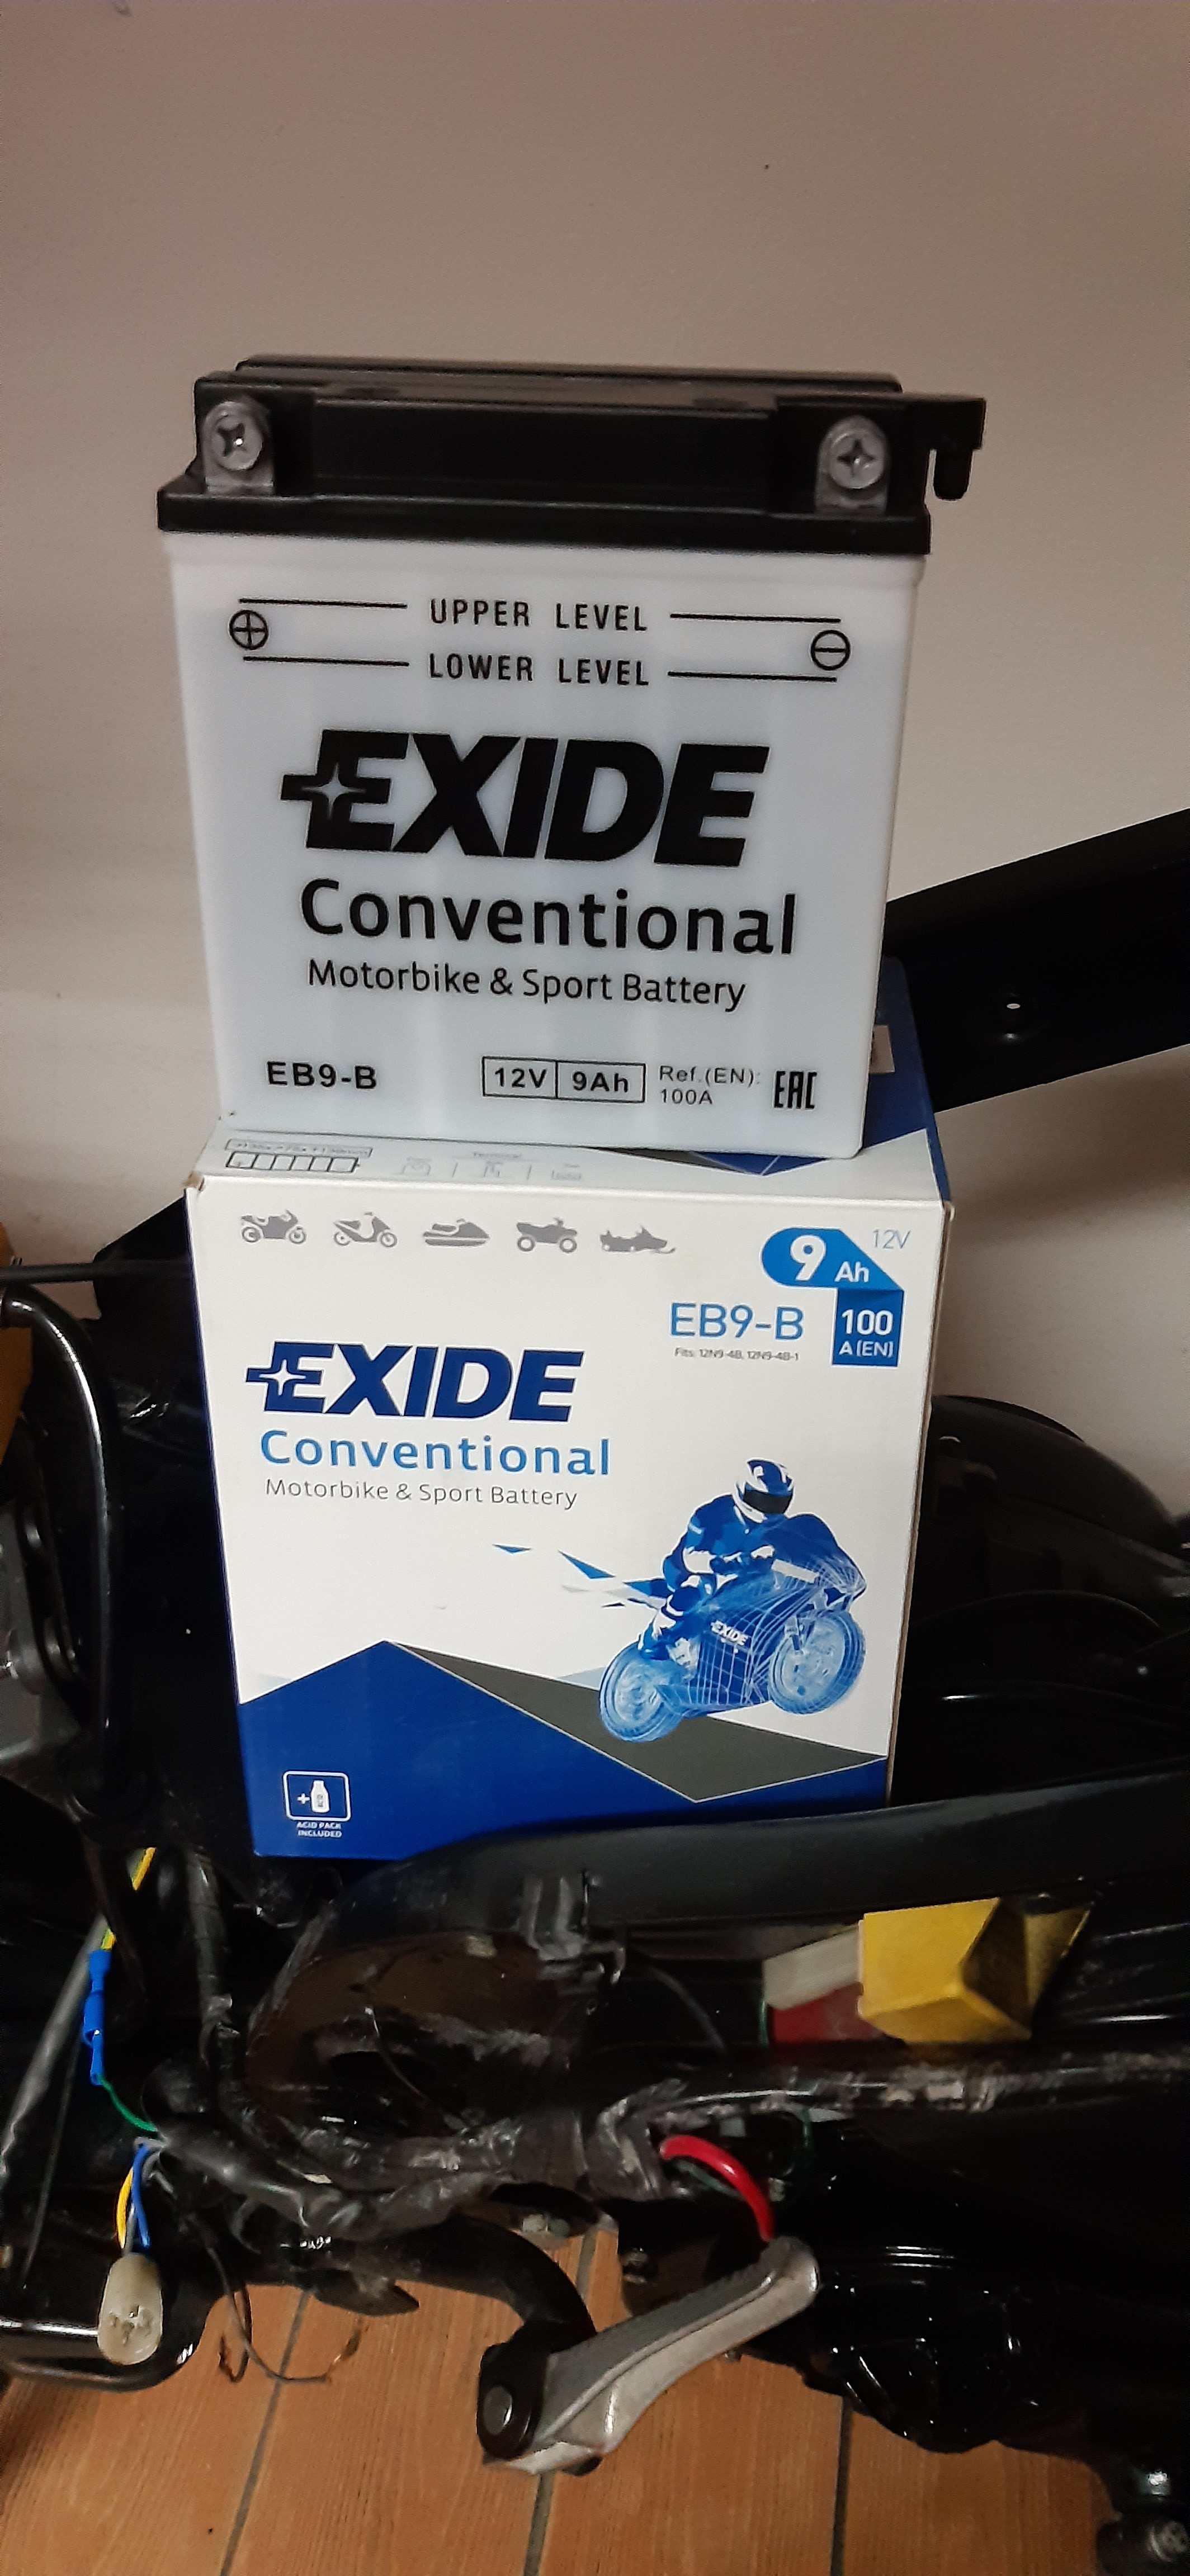 UPPER LEVEL
LOWER LEVEL
EXIDE
Conventional
Motorbike & Sport Battery
EB9-B
12V 9Ah
Ref.(EN):
100A
EAC
12V
9 Ah
EB9-B
100
A (EN)
Fits: 12N9-4B, 12N9-4B-1
EXIDE
Conventional
Motorbike & Sport Battery
EXIDE
ACID PACK
INCLUDED